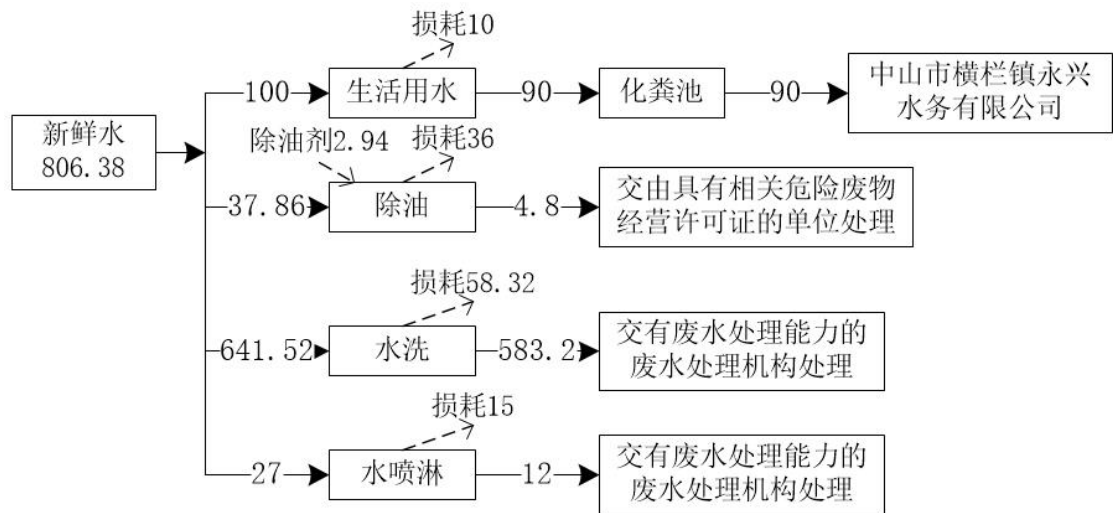 损耗10
新鲜水
806.38
100
生活用水
90
化粪池
90
中山市横栏镇永兴
水务有限公司
除油剂2.94
损耗36
37.86
除油
4.8
交由具有相关危险废物
经营许可证的单位处理
损耗58.32
641.52
水洗
583.2
交有废水处理能力的
废水处理机构处理
损耗15
27
水喷淋
12
交有废水处理能力的
废水处理机构处理